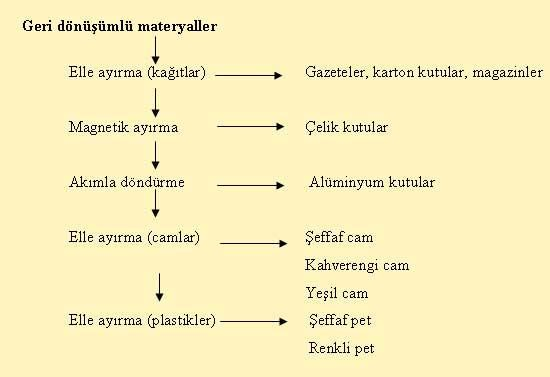 Geri dönüşümlü materyaller
Elle ayırma (kağıtlar) Gazeteler, karton kutular, magazinler
Magnetik ayırma Çelik kutular
Akımla döndürme Alüminyum kutular
Elle ayırma (camlar) Şeffaf cam
Kahverengi cam
Yeşil cam
Elle ayırma (plastikler) Şeffaf pet
Renkli pet